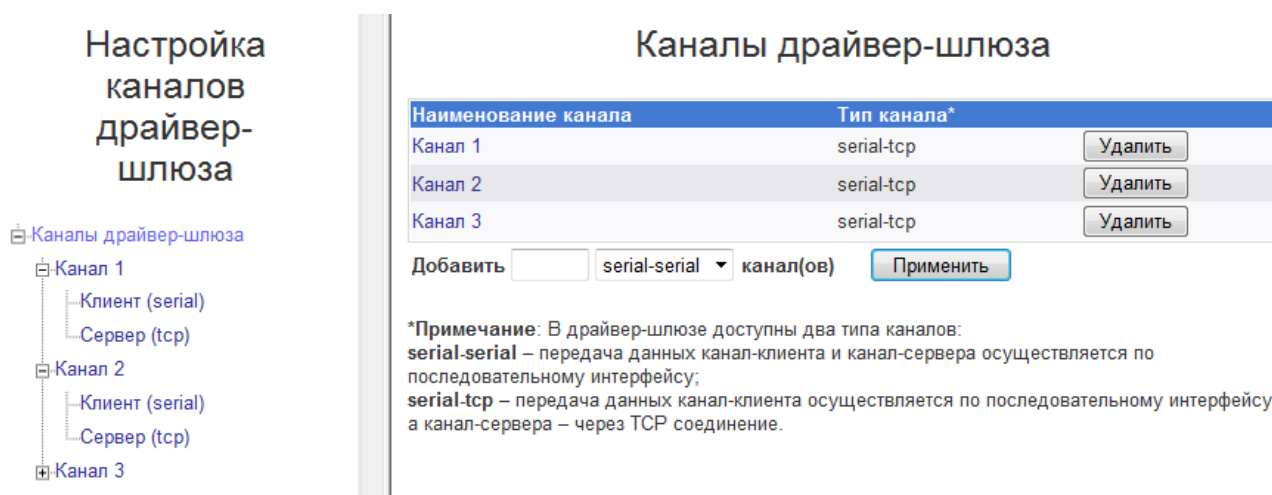 Настройка
каналов
драйвер-
шлюза
Каналы драйвер-шлюза
Канал 1
Клиент (serial)
Сервер (tcp)
Канал 2
Клиент (serial)
Сервер (tcp)
Канал 3
Каналы драйвер-шлюза
Наименование канала Тип канала*
Канал 1 serial-tcp Удалить
Канал 2 serial-tcp Удалить
Канал 3 serial-tcp Удалить
Добавить serial-serial канал(ов) Применить
*Примечание: В драйвер-шлюзе доступны два типа каналов:
serial-serial – передача данных канал-клиента и канал-сервера осуществляется по
последовательному интерфейсу;
serial-tcp – передача данных канал-клиента осуществляется по последовательному интерфейсу
а канал-сервера – через TCP соединение.